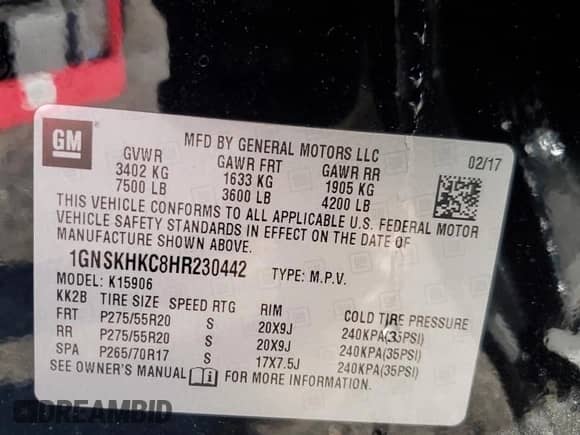 GM
MFD BY GENERAL MOTORS LLC
02/17
GVWR GAWR FRT GAWR RR
3402 KG 1633 KG 1905 KG
7500 LB 3600 LB 4200 LB
THIS VEHICLE CONFORMS TO ALL APPLICABLE U.S. FEDERAL MOTOR
VEHICLE SAFETY STANDARDS IN EFFECT ON THE DATE OF
MANUFACTURE SHOWN ABOVE.
1GNSKHKC8HR230442 TYPE: M.P.V.
MODEL: K15906
KK2B TIRE SIZE SPEED RTG RIM COLD TIRE PRESSURE
FRT P275/55R20 S 20X9J 240KPA(35PSI)
RR P275/55R20 S 20X9J 240KPA(35PSI)
SPA P265/70R17 S 17X7.5J 240KPA(35PSI)
SEE OWNER'S MANUAL i FOR MORE INFORMATION.
DREAMBID